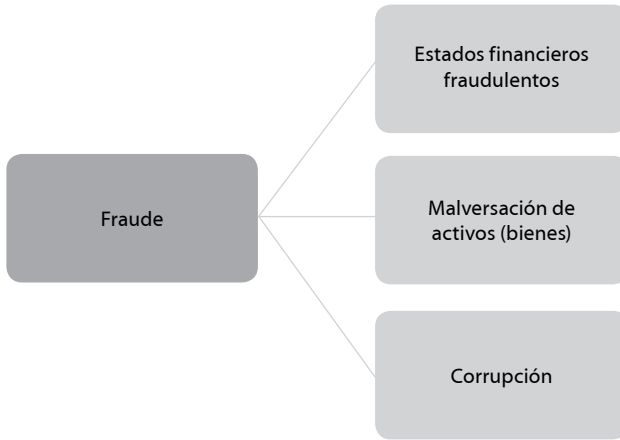 Fraude
Estados financieros
fraudulentos
Malversación de
activos (bienes)
Corrupción